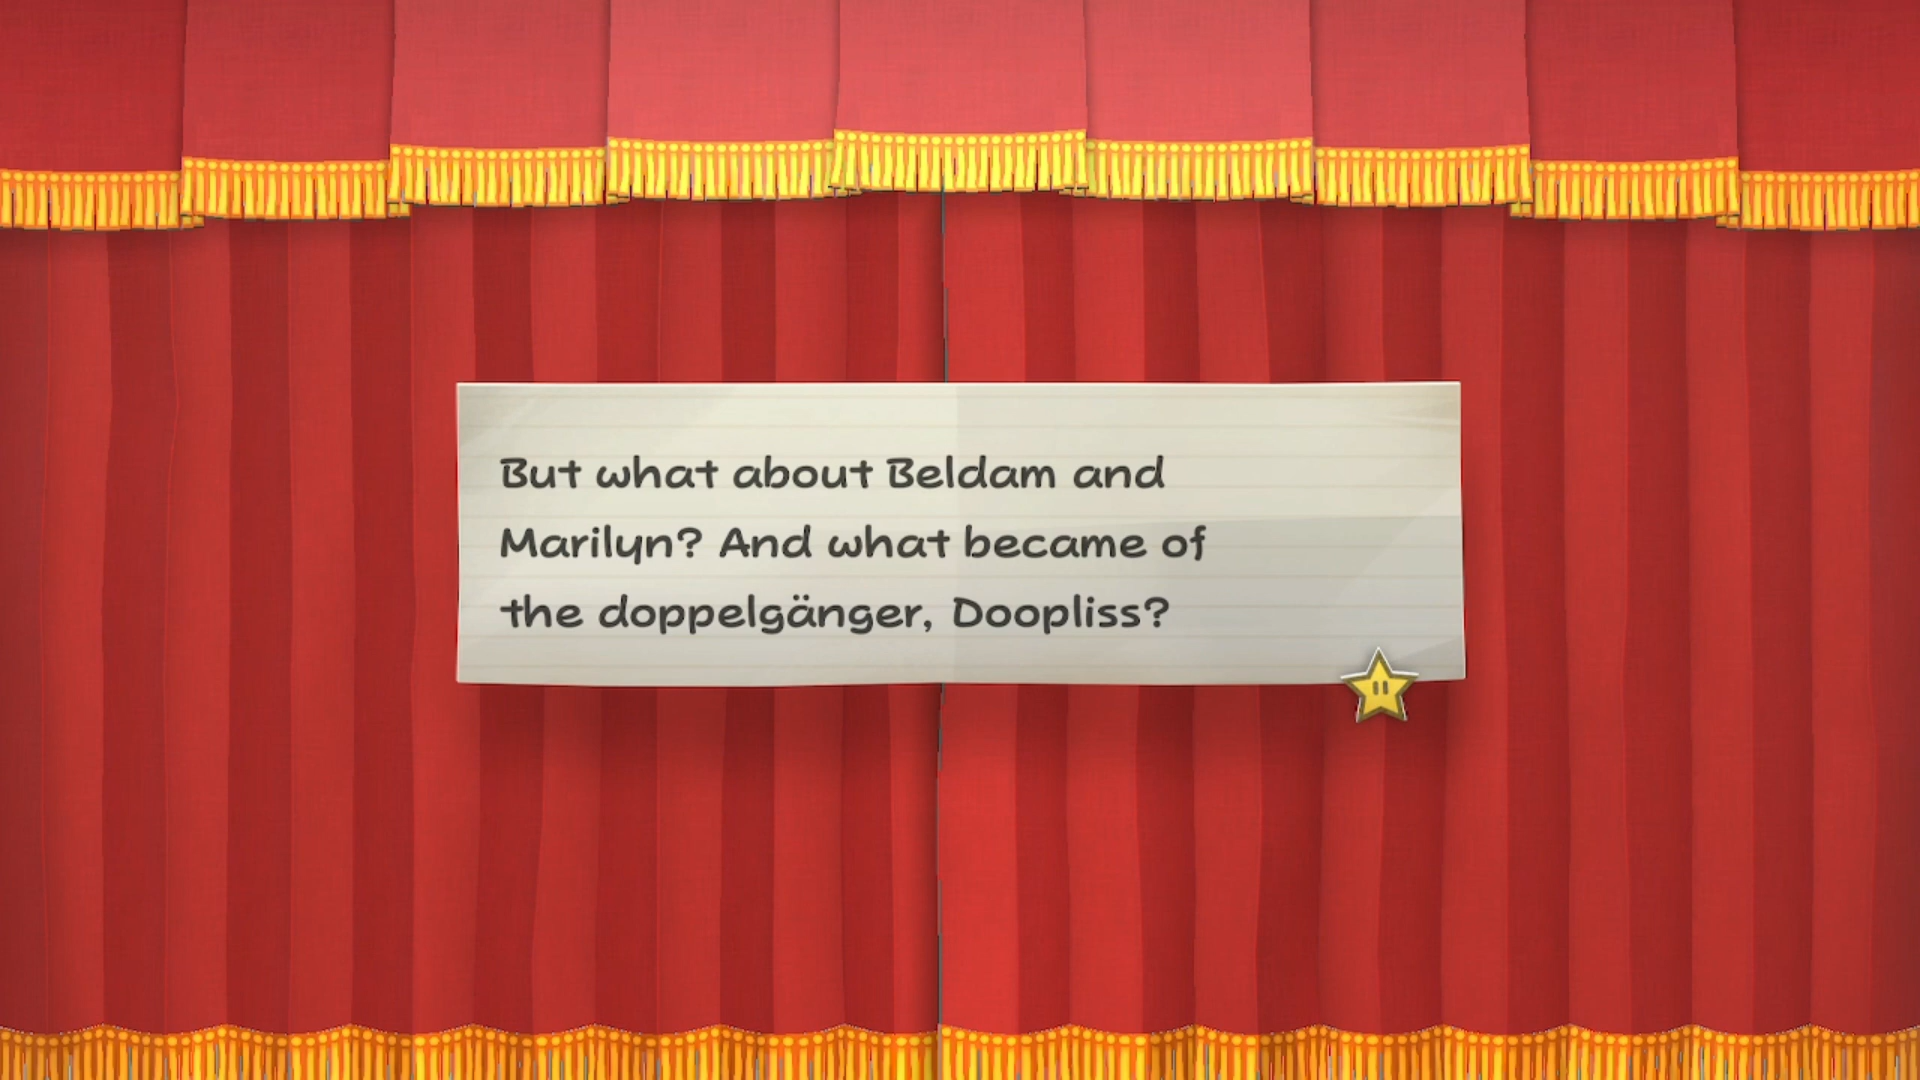 But what about Beldam and
Marilyn? And what became of
the doppelgänger, Doopliss?